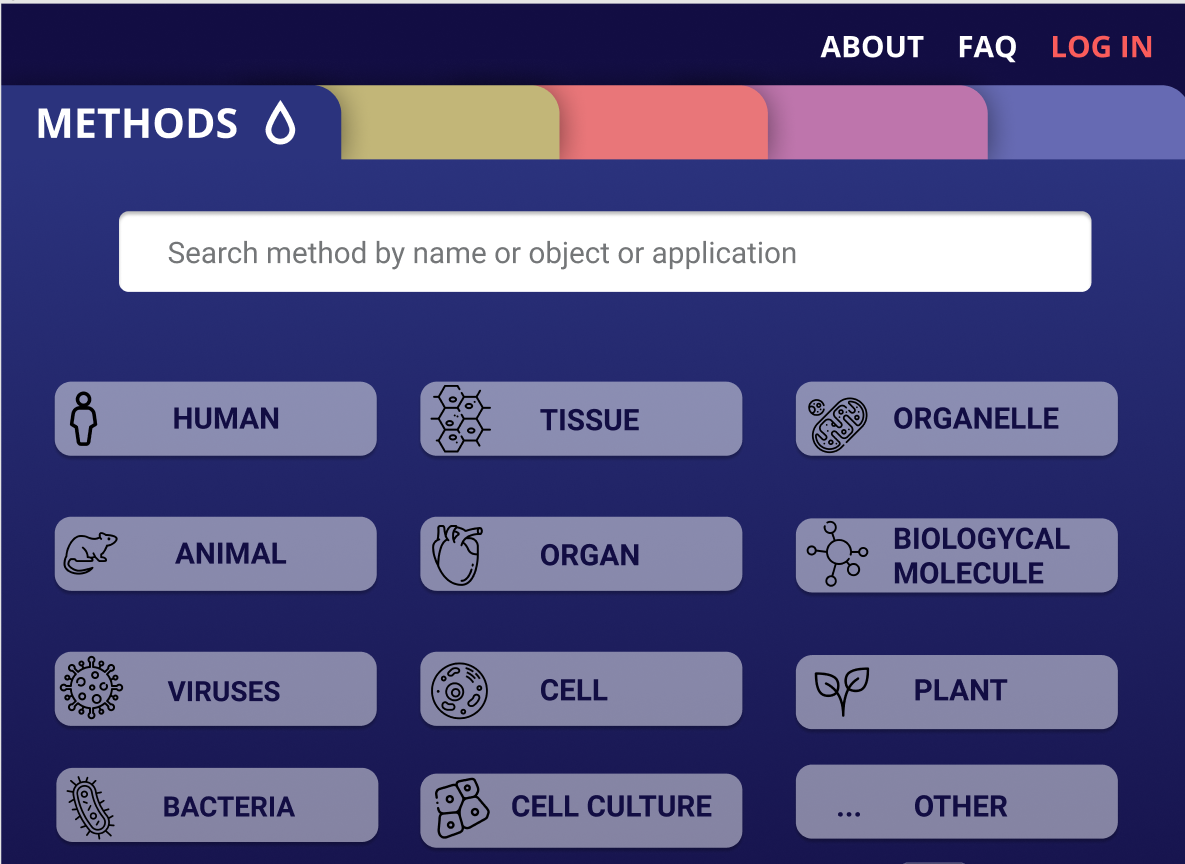 ABOUT FAQ LOG IN
METHODS
Search method by name or object or application
HUMAN
TISSUE
ORGANELLE
ANIMAL
ORGAN
BIOLOGYCAL
MOLECULE
VIRUSES
CELL
PLANT
BACTERIA
CELL CULTURE
... OTHER